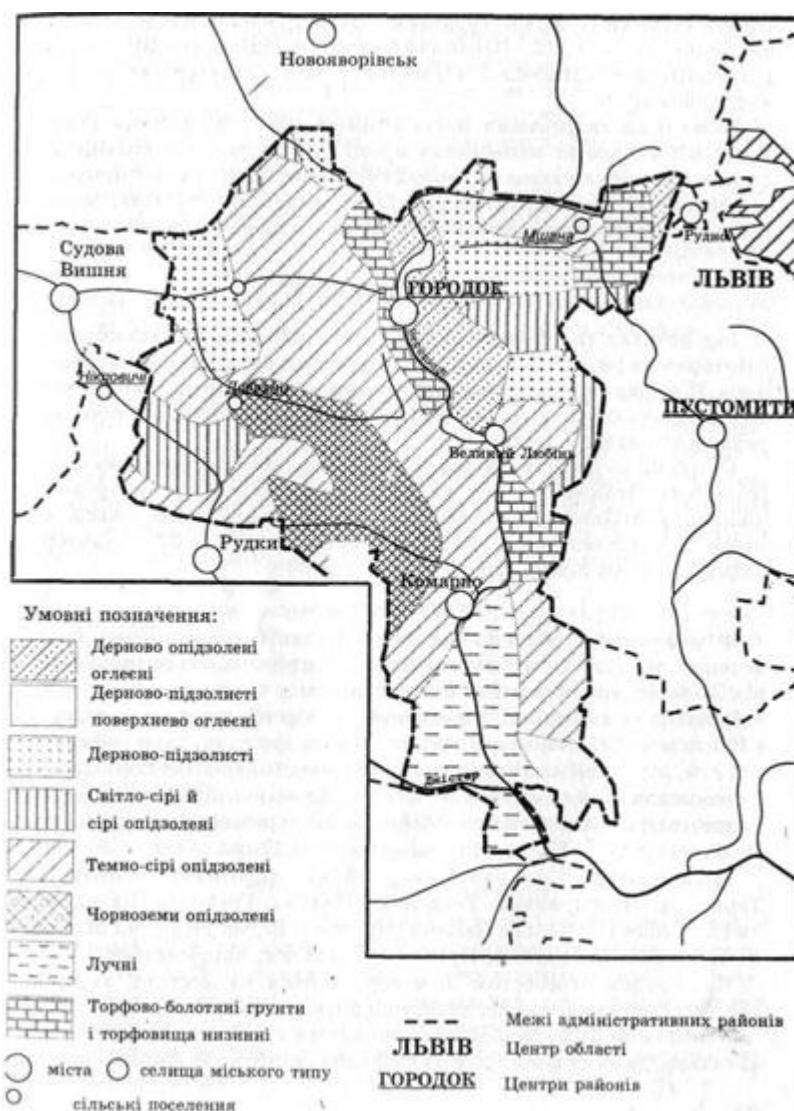 Новояворівськ
Судова
Вишня
Мшана
Рудно
ЛЬВІВ
ГОРОДОК
ПУСТОМИТИ
Великий Любінь
Рудки
Комарно
Дністер
Умовні позначення:
Дерново опідзолені
оглеєні
Дерново-підзолисті
поверхнево оглеєні
Дерново-підзолисті
Світло-сірі й
сірі опідзолені
Темно-сірі опідзолені
Чорноземи опідзолені
Лучні
Торфово-болотяні грунти
і торфовища низинні
міста
селища міського типу
сільські поселення
Межі адміністративних районів
ЛЬВІВ
Центр області
ГОРОДОК
Центри районів